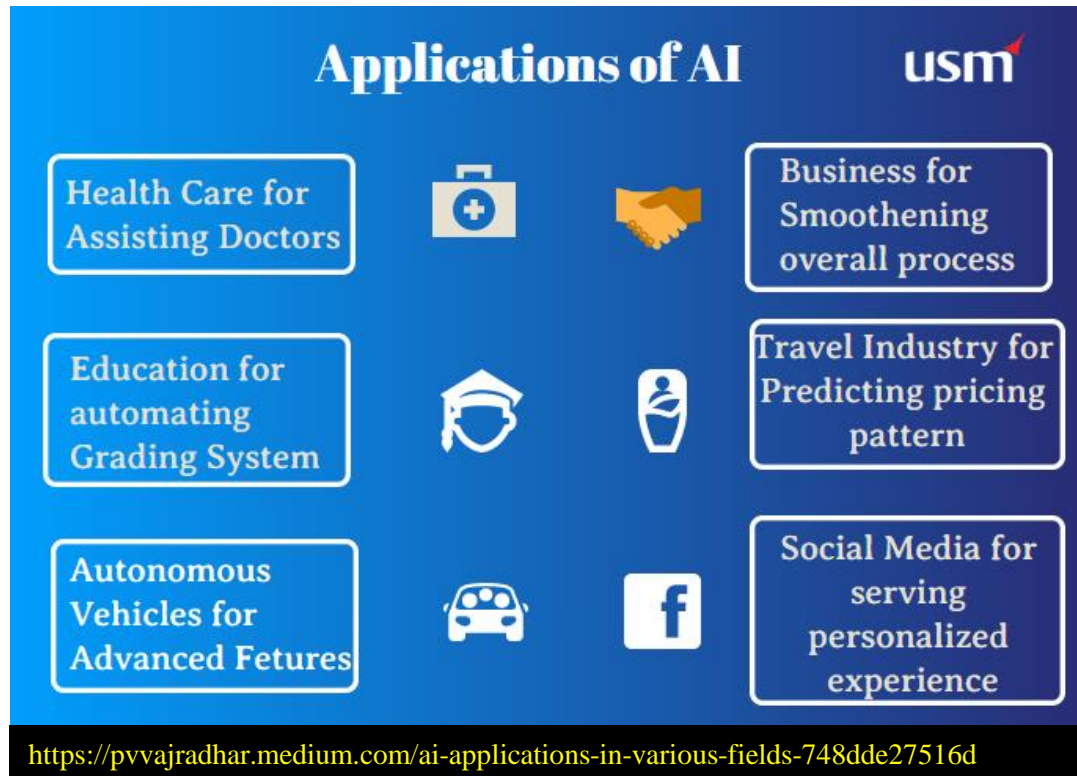 Applications of AI
usm
Health Care for
Assisting Doctors
Business for
Smoothening
overall process
Education for
automating
Grading System
Travel Industry for
Predicting pricing
pattern
Autonomous
Vehicles for
Advanced Fetures
Social Media for
serving
personalized
experience
f
https://pvvajradhar.medium.com/ai-applications-in-various-fields-748dde27516d